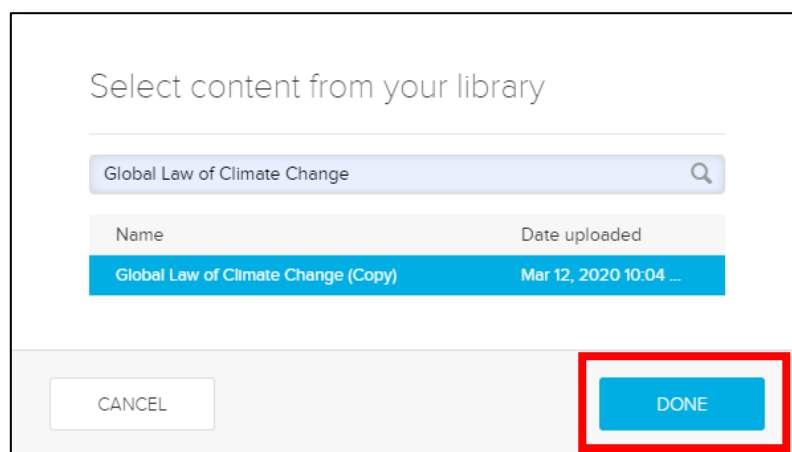 Select content from your library
Global Law of Climate Change
Name Date uploaded
Global Law of Climate Change (Copy) Mar 12, 2020 10:04 ...
CANCEL DONE